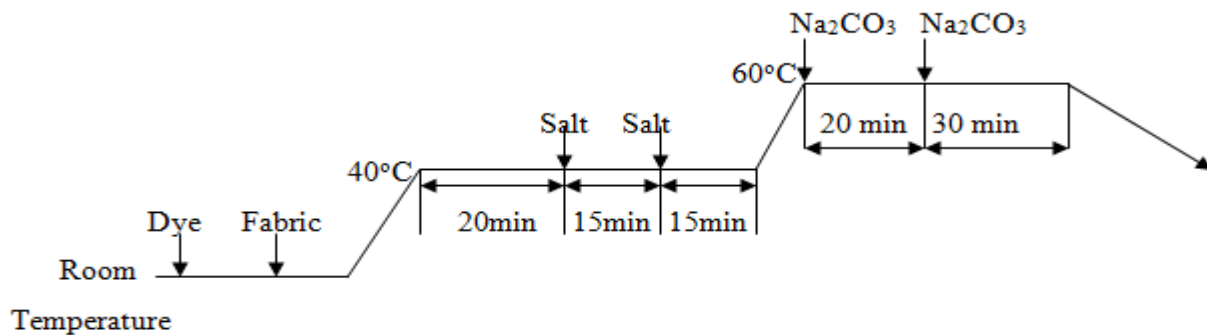 Na₂CO₃ Na₂CO₃
60°C
20 min 30 min
Salt Salt
40°C
20min 15min 15min
Dye Fabric
Room
Temperature